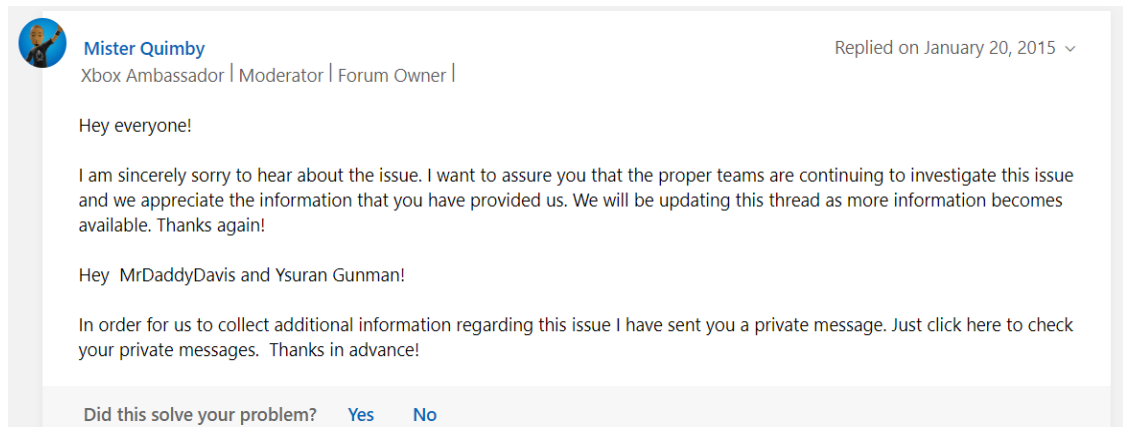 Mister Quimby
Replied on January 20, 2015
Xbox Ambassador | Moderator | Forum Owner |
Hey everyone!
I am sincerely sorry to hear about the issue. I want to assure you that the proper teams are continuing to investigate this issue
and we appreciate the information that you have provided us. We will be updating this thread as more information becomes
available. Thanks again!
Hey  MrDaddyDavis and Ysuran Gunman!
In order for us to collect additional information regarding this issue I have sent you a private message. Just click here to check
your private messages.  Thanks in advance!
Did this solve your problem? Yes No